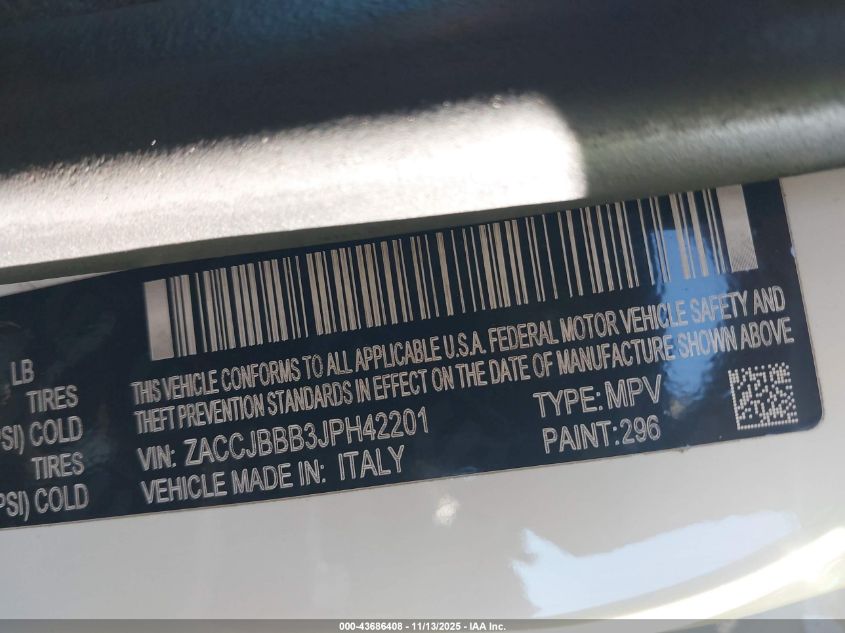 LB
TIRES
PSI) COLD
TIRES
PSI) COLD
THIS VEHICLE CONFORMS TO ALL APPLICABLE U.S.A. FEDERAL MOTOR VEHICLE SAFETY AND
THEFT PREVENTION STANDARDS IN EFFECT ON THE DATE OF MANUFACTURE SHOWN ABOVE
VIN: ZACCJBBB3JPH42201
TYPE: MPV
VEHICLE MADE IN: ITALY
PAINT: 296
000-43686408 - 11/13/2025 - IAA Inc.